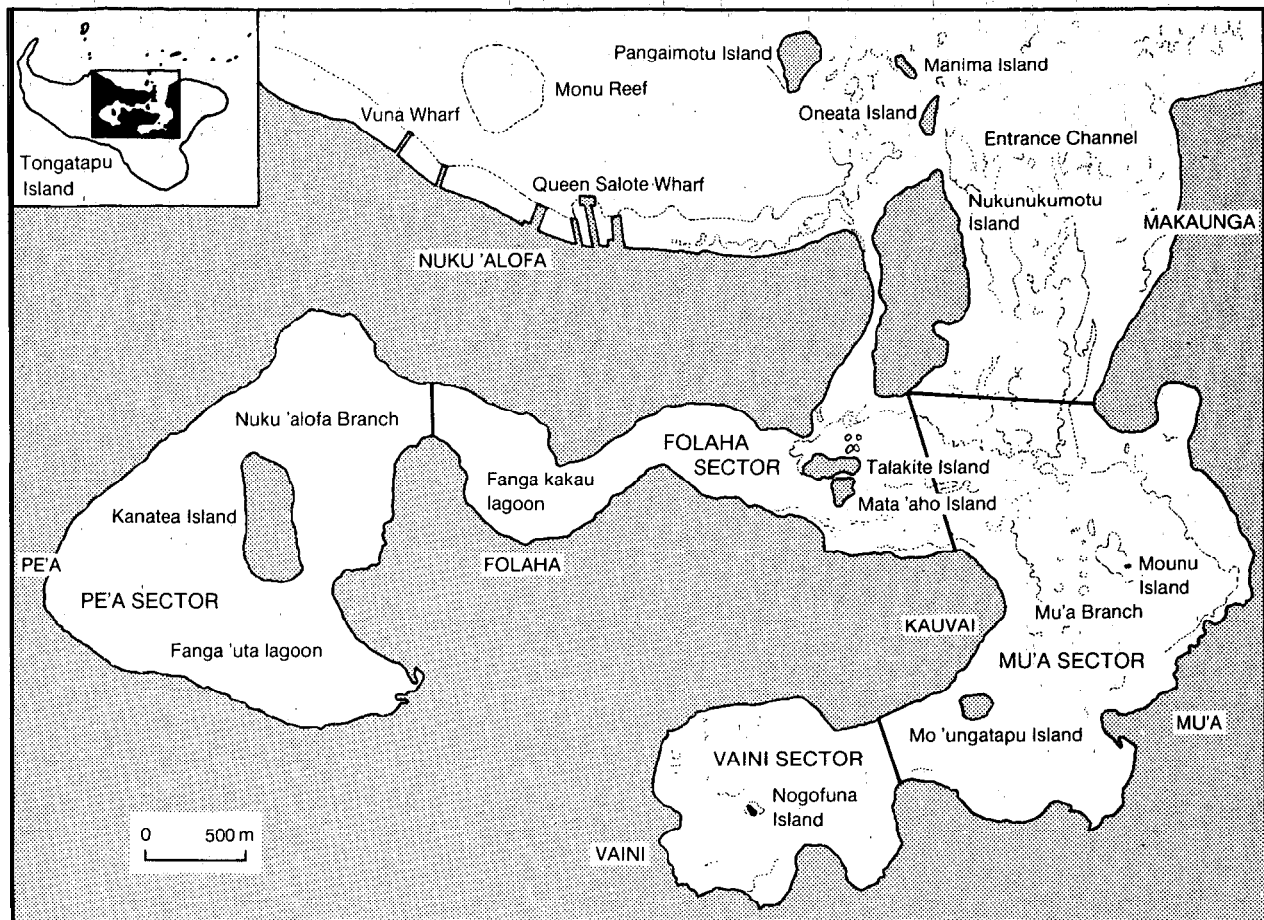 Tongatapu
Island
Pangaimotu Island
Manima Island
Monu Reef
Vuna Wharf
Oneata Island
Entrance Channel
Queen Salote Wharf
Nukunukumotu
Island
MAKAUNGA
NUKU 'ALOFA
Nuku 'alofa Branch
FOLAHA
SECTOR
Talakite Island
Fanga kakau
lagoon
Mata 'aho Island
Kanatea Island
PE'A
FOLAHA
Mounu
Island
PE'A SECTOR
Mu'a Branch
KAUVAI
Fanga 'uta lagoon
MU'A SECTOR
MU'A
Mo 'ungatapu Island
VAINI SECTOR
Nogofuna
Island
0 500 m
VAINI